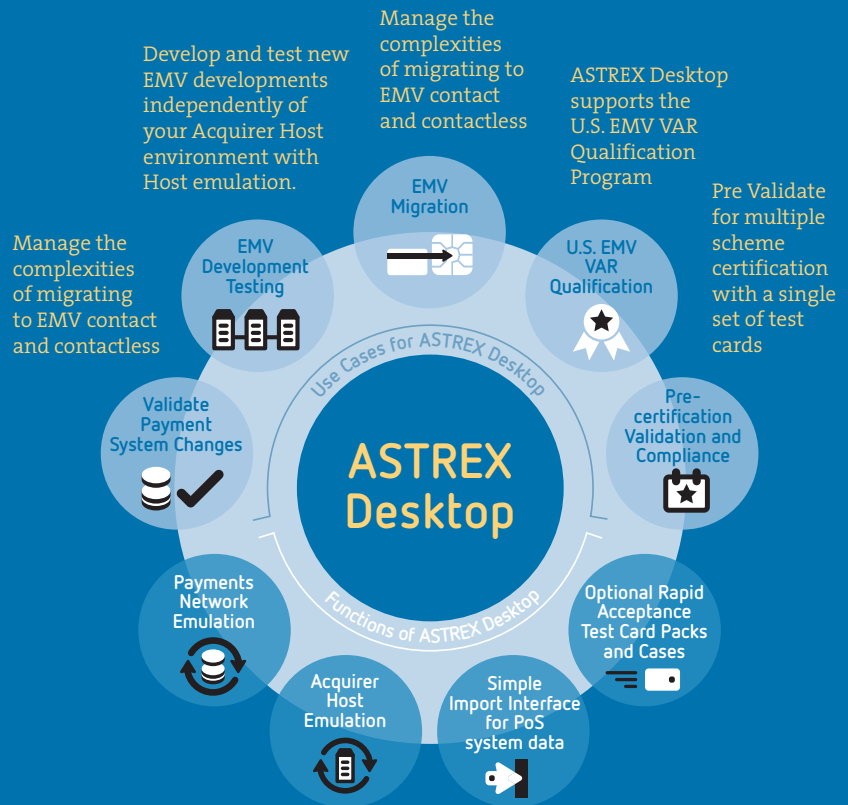 Manage the
complexities
of migrating to
EMV contact
and contactless
Develop and test new
EMV developments
independently of
your Acquirer Host
environment with
Host emulation.
ASTREX Desktop
supports the
U.S. EMV VAR
Qualification
Program
Pre Validate
for multiple
scheme
certification
with a single
set of test
cards
Manage the
complexities
of migrating
to EMV contact
and contactless
EMV
Migration
EMV
Development
Testing
U.S. EMV
VAR
Qualification
Validate
Payment
System Changes
Pre-
certification
Validation and
Compliance
Use Cases for ASTREX Desktop
ASTREX
Desktop
Functions of ASTREX Desktop
Payments
Network
Emulation
Acquirer
Host
Emulation
Simple
Import Interface
for PoS
system data
Optional Rapid
Acceptance
Test Card Packs
and Cases